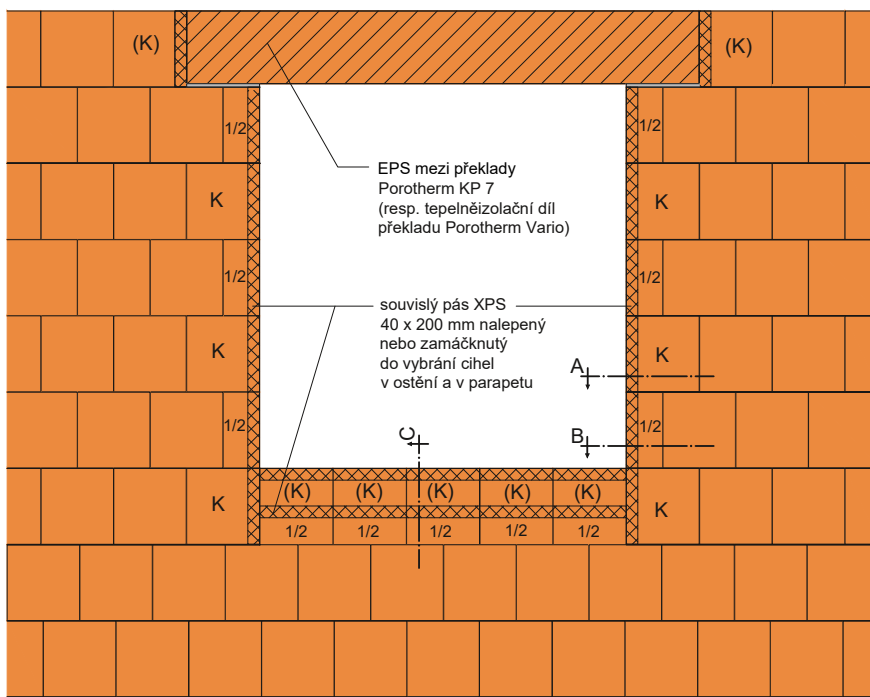 (K) (K)
1/2 1/2
EPS mezi překlady
Porotherm KP 7
(resp. tepelněizolační díl
překladu Porotherm Vario)
K K
1/2 1/2
souvislý pás XPS
40 x 200 mm nalepený
nebo zamáčknutý
do vybrání cihel
v ostění a v parapetu
K K
A
1/2 1/2
B
C
(K) (K) (K) (K) (K)
K K
1/2 1/2 1/2 1/2 1/2